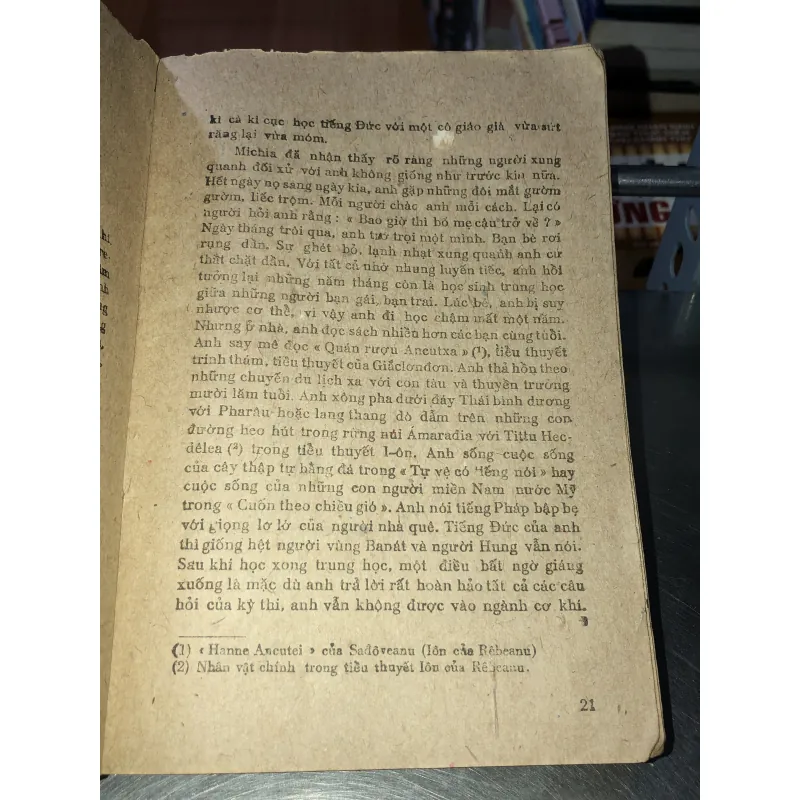 kỉ cả kì cục học tiếng Đức với một cô giáo già vừa sứt
răng lại vừa móm.
Michia đã nhận thấy rõ ràng những người xung
quanh đối xử với anh không giống như trước kia nữa.
Hết ngày nọ sang ngày kia, anh gặp những đôi mắt gườm
gườm, liếc trộm. Mỗi người chác anh mỗi cách. Lại có
người hỏi anh rằng : « Bao giờ thì bố mẹ cậu trở về ? »
Ngày tháng trôi qua, anh trơ trọi một mình. Bạn bè rơi
rụng dần. Sự ghét bỏ, lạnh nhạt xung quanh anh cứ
thắt chặt dần. Với tất cả nhớ nhung luyến tiếc, anh hồi
tưởng lại những năm tháng còn là học sinh trung học
giữa những người bạn gái, bạn trai. Lúc bé, anh bị suy
nhược cơ thể, vì vậy anh đi học chậm mất một năm.
Nhưng ở nhà, anh đọc sách nhiều hơn các bạn cùng tuổi.
Anh say mê đọc « Quán rượu Ancutxa » (¹), tiểu thuyết
trinh thám, tiểu thuyết của Giắclơnđơn. Anh thả hồn theo
những chuyến du lịch xa với con tàu và thuyền trưởng
mười lăm tuổi. Anh xông pha dưới đáy Thái bình dương
với Pharâu hoặc lang thang dò dẫm trên những con
đường heo hút trong rừng núi Amaradia với Tittu Hec-
đêlea (²) trong tiểu thuyết I-ôn. Anh sống cuộc sống
của cây thập tự bằng đá trong « Tự vệ có tiếng nói » hay
cuộc sống của những con người miền Nam nước Mỹ
trong « Cuốn theo chiều gió ». Anh nói tiếng Pháp bập bẹ
với giọng lơ lớ của người nhà quê. Tiếng Đức của anh
thì giống hệt người vùng Banát và người Hung vẫn nói.
Sau khi học xong trung học, một điều bất ngờ giáng
xuống là mặc dù anh trả lời rất hoàn hảo tất cả các câu
hỏi của kỳ thi, anh vẫn không được vào ngành cơ khí.
(1) « Hanne Ancutei » của Sadôveanu (Iôn của Rêbeanu)
(2) Nhân vật chính trong tiểu thuyết Iôn của Rêbeanu.
21